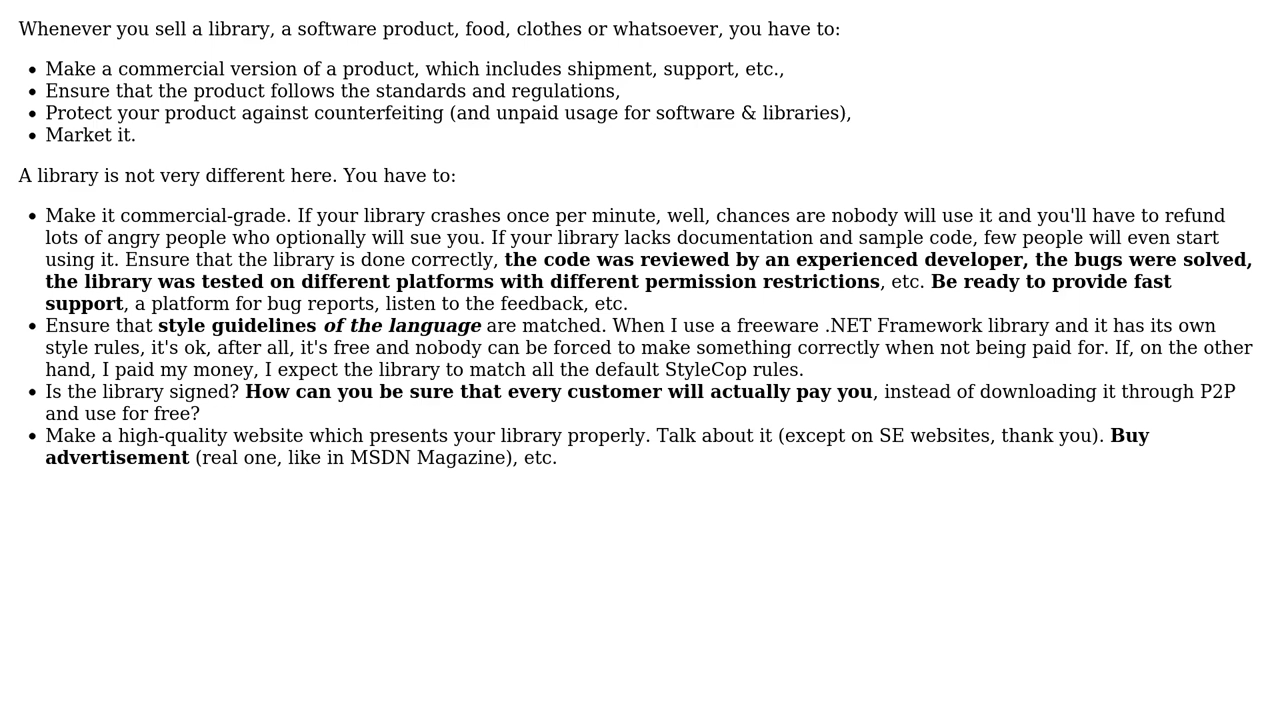 Whenever you sell a library, a software product, food, clothes or whatsoever, you have to:
• Make a commercial version of a product, which includes shipment, support, etc.,
• Ensure that the product follows the standards and regulations,
• Protect your product against counterfeiting (and unpaid usage for software & libraries),
• Market it.
A library is not very different here. You have to:
• Make it commercial-grade. If your library crashes once per minute, well, chances are nobody will use it and you'll have to refund
lots of angry people who optionally will sue you. If your library lacks documentation and sample code, few people will even start
using it. Ensure that the library is done correctly, the code was reviewed by an experienced developer, the bugs were solved,
the library was tested on different platforms with different permission restrictions, etc. Be ready to provide fast
support, a platform for bug reports, listen to the feedback, etc.
• Ensure that style guidelines of the language are matched. When I use a freeware .NET Framework library and it has its own
style rules, it's ok, after all, it's free and nobody can be forced to make something correctly when not being paid for. If, on the other
hand, I paid my money, I expect the library to match all the default StyleCop rules.
• Is the library signed? How can you be sure that every customer will actually pay you, instead of downloading it through P2P
and use for free?
• Make a high-quality website which presents your library properly. Talk about it (except on SE websites, thank you). Buy
advertisement (real one, like in MSDN Magazine), etc.